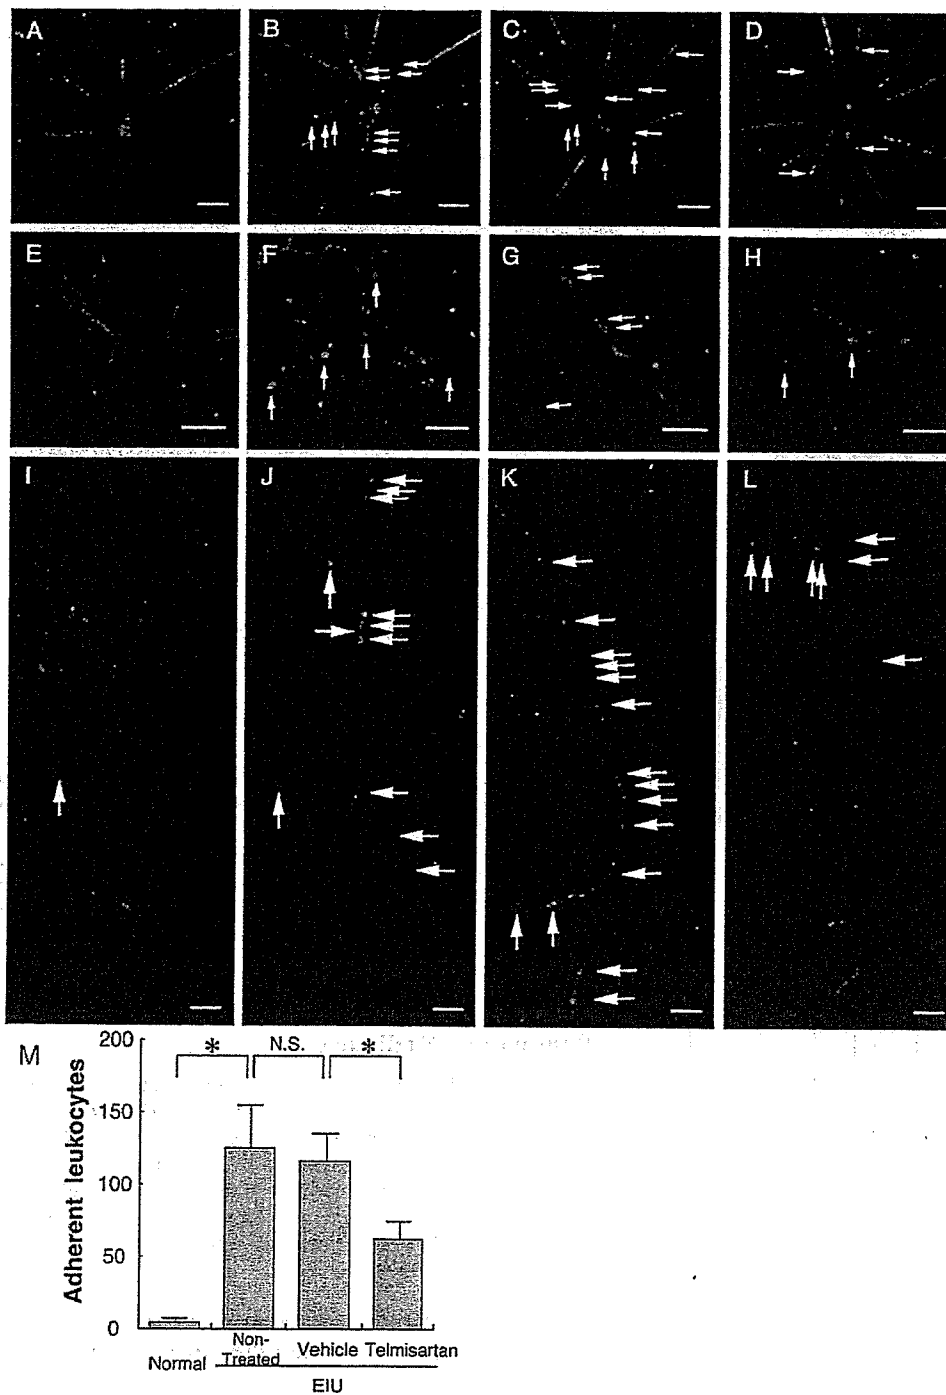 A
B
C
D
E
F
G
H
I
J
K
L
M
200
150
100
50
0
Adherent leukocytes
*
N.S.
*
Normal
Non-
Treated
Vehicle
Telmisartan
EIU